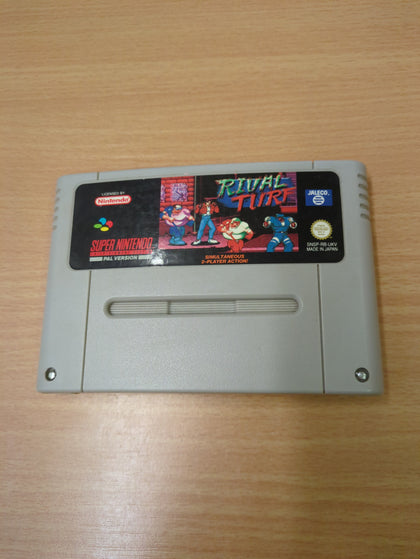 LICENSED BY
Nintendo
SUPER NINTENDO
PAL VERSION
RIVAL
TURF
SIMULTANEOUS
2-PLAYER ACTION!
JALECO
SNSP-RB-UKV
MADE IN JAPAN